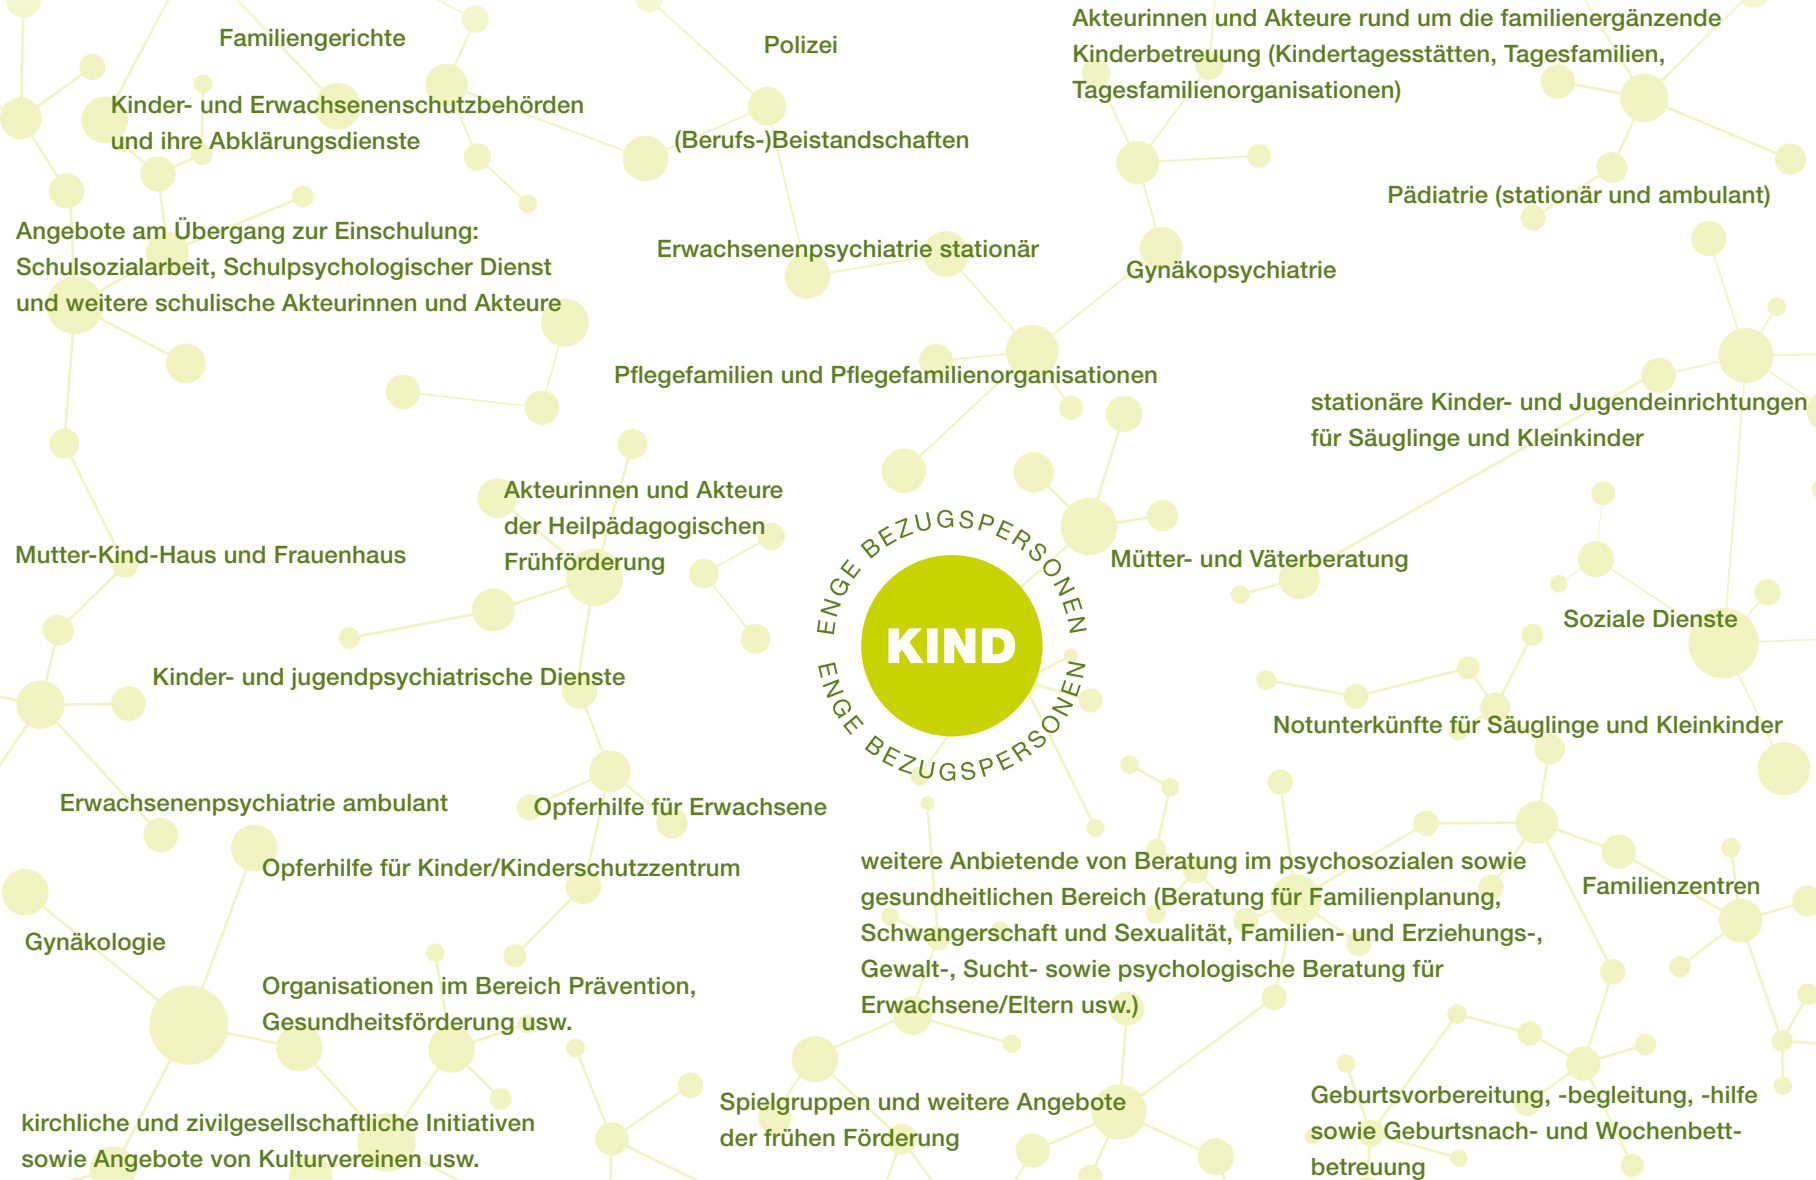 Familiengerichte
Polizei
Akteurinnen und Akteure rund um die familienergänzende
Kinderbetreuung (Kindertagesstätten, Tagesfamilien,
Tagesfamilienorganisationen)
Kinder- und Erwachsenenschutzbehörden
und ihre Abklärungsdienste
(Berufs-)Beistandschaften
Pädiatrie (stationär und ambulant)
Angebote am Übergang zur Einschulung:
Schulsozialarbeit, Schulpsychologischer Dienst
und weitere schulische Akteurinnen und Akteure
Erwachsenenpsychiatrie stationär
Gynäkopsychiatrie
Pflegefamilien und Pflegefamilienorganisationen
stationäre Kinder- und Jugendeinrichtungen
für Säuglinge und Kleinkinder
Akteurinnen und Akteure
der Heilpädagogischen
Frühförderung
Mutter-Kind-Haus und Frauenhaus
ENGE BEZUGSPERSONEN
KIND
ENGE BEZUGSPERSONEN
Mütter- und Väterberatung
Soziale Dienste
Kinder- und jugendpsychiatrische Dienste
Notunterkünfte für Säuglinge und Kleinkinder
Erwachsenenpsychiatrie ambulant
Opferhilfe für Erwachsene
Opferhilfe für Kinder/Kinderschutzzentrum
weitere Anbietende von Beratung im psychosozialen sowie
gesundheitlichen Bereich (Beratung für Familienplanung,
Schwangerschaft und Sexualität, Familien- und Erziehungs-,
Gewalt-, Sucht- sowie psychologische Beratung für
Erwachsene/Eltern usw.)
Familienzentren
Gynäkologie
Organisationen im Bereich Prävention,
Gesundheitsförderung usw.
kirchliche und zivilgesellschaftliche Initiativen
sowie Angebote von Kulturvereinen usw.
Spielgruppen und weitere Angebote
der frühen Förderung
Geburtsvorbereitung, -begleitung, -hilfe
sowie Geburtsnach- und Wochenbett-
betreuung